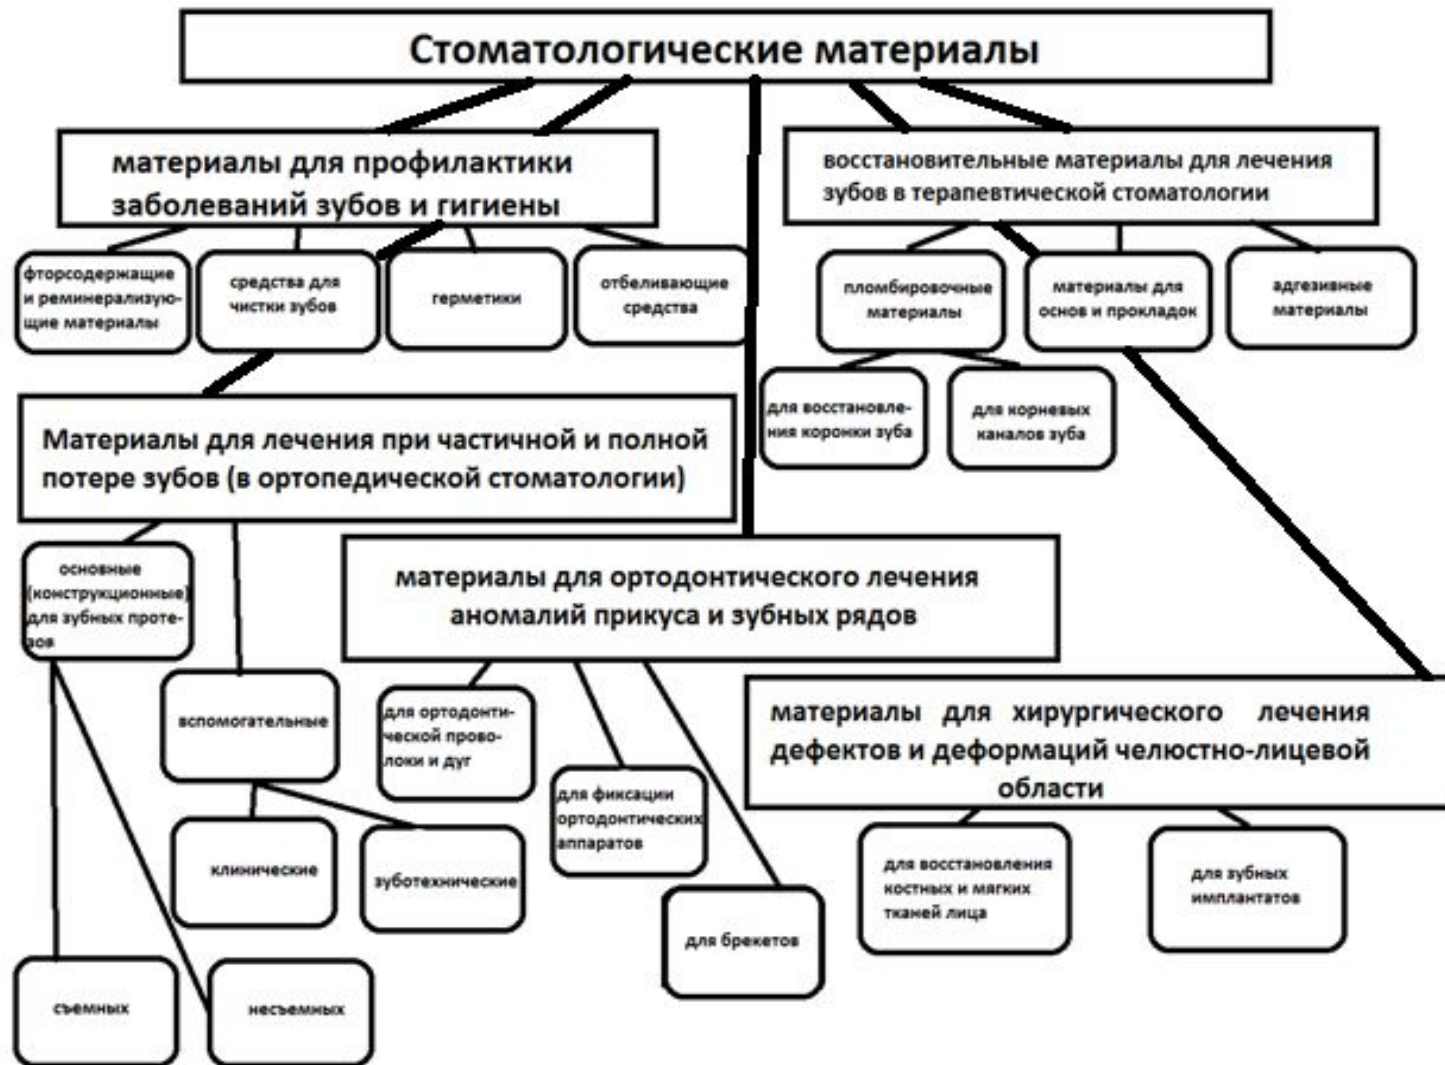 Стоматологические материалы
материалы для профилактики
заболеваний зубов и гигиены
восстановительные материалы для лечения
зубов в терапевтической стоматологии
фторсодержащие
и реминерализую-
щие материалы
средства для
чистки зубов
герметики
отбеливающие
средства
пломбировочные
материалы
материалы для
основ и прокладок
адгезивные
материалы
для восстановле-
ния коронки зуба
для корневых
каналов зуба
Материалы для лечения при частичной и полной
потере зубов (в ортопедической стоматологии)
основные
(конструкционные)
для зубных проте-
зов
материалы для ортодонтического лечения
аномалий прикуса и зубных рядов
вспомогательные
для ортодонти-
ческой прово-
локи и дуг
материалы для хирургического лечения
дефектов и деформаций челюстно-лицевой
области
для фиксации
ортодонтических
аппаратов
клинические
зуботехнические
для брекетов
для восстановления
костных и мягких
тканей лица
для зубных
имплантатов
съемных
несъемных